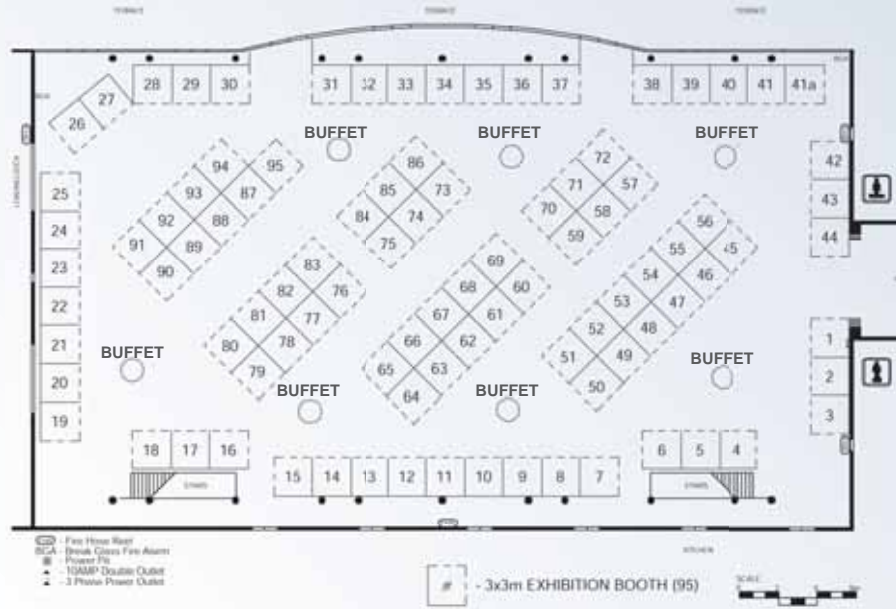 TERRACE TERRACE TERRACE
28 29 30 31 32 33 34 35 36 37 38 39 40 41 41a
BGA
BGA
27
26
BUFFET BUFFET BUFFET
42
43
44
25
24
23
22
21
20
19
94 95
93 87
92 88
91 89
90
86
85 73
84 74
75
72
71 57
70 58
59
83
82 76
81 77
80 78
79
69
68 60
67 61
66 62
65 63
64
56
55 45
54 46
53 47
52 48
51 49
50
1
2
3
BUFFET
BUFFET BUFFET BUFFET
18 17 16
STAIRS
15 14 13 12 11 10 9 8 7
6 5 4
STAIRS
KITCHEN
- Fire Hose Reel
BGA - Break Glass Fire Alarm
- Power Pit
- 10AMP Double Outlet
- 3 Phase Power Outlet
# - 3x3m EXHIBITION BOOTH (95)
SCALE